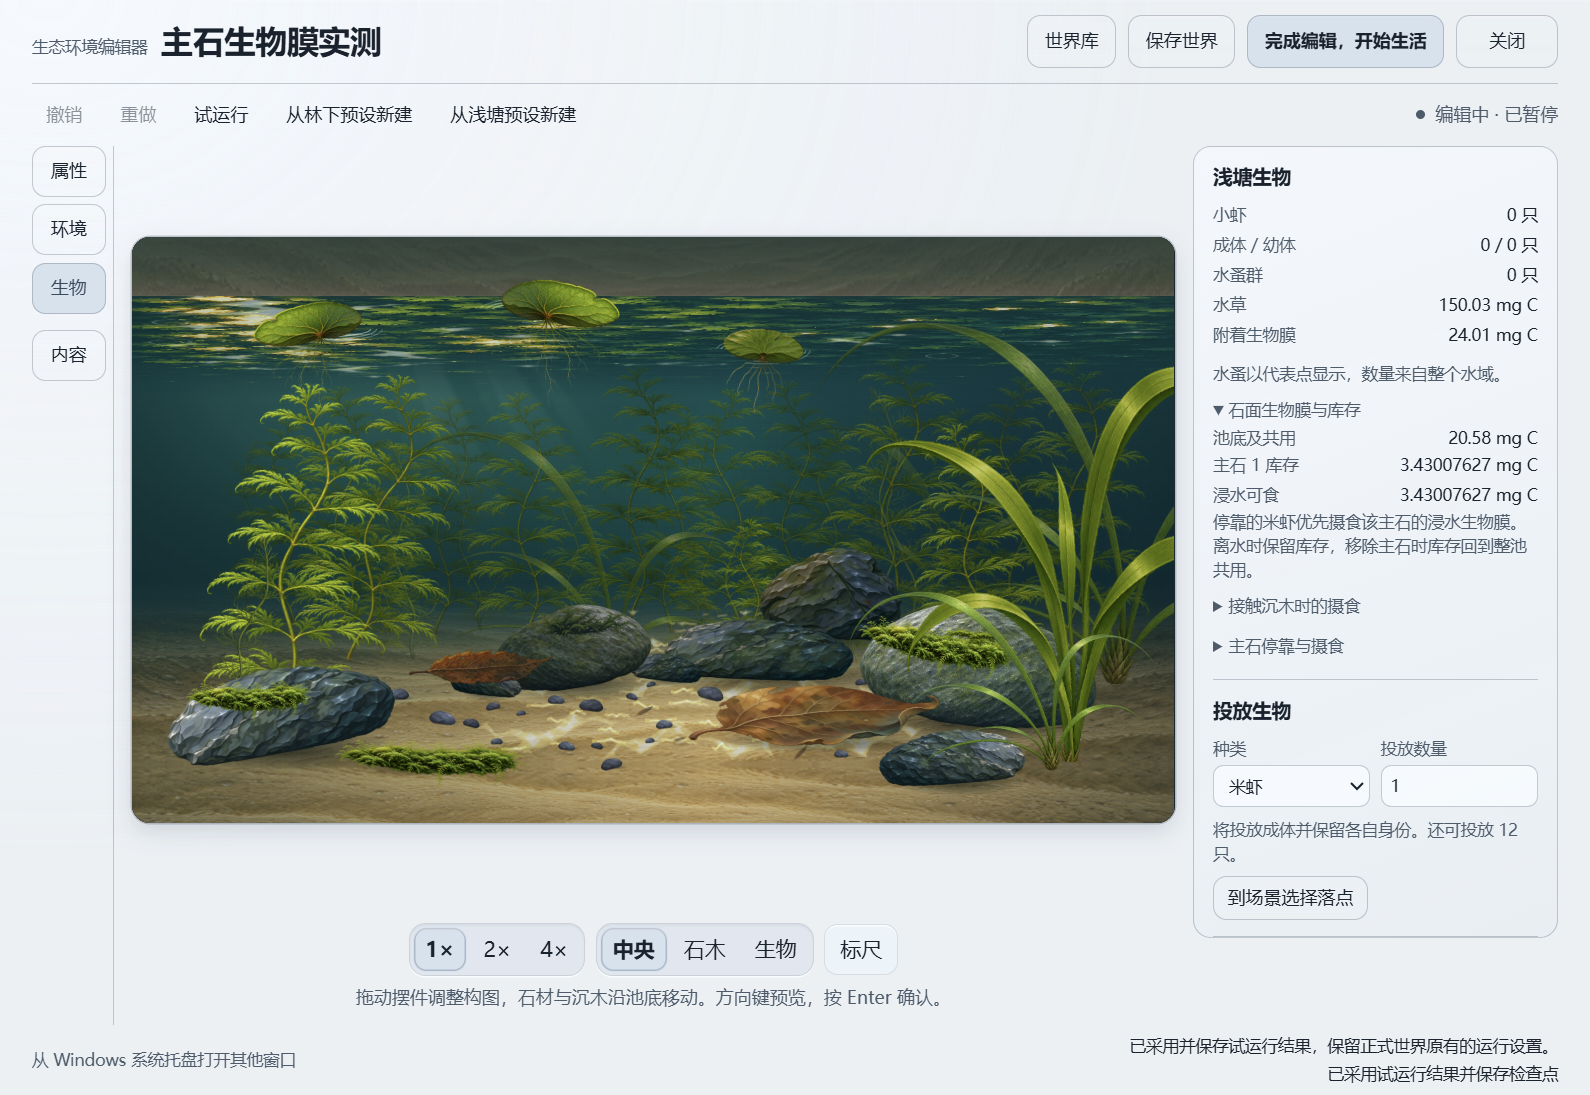 生态环境编辑器 主石生物膜实测
世界库 保存世界 完成编辑，开始生活 关闭
撤销 重做 试运行 从林下预设新建 从浅塘预设新建
编辑中 · 已暂停
属性
环境
生物
内容
浅塘生物
小虾 0 只
成体 / 幼体 0 / 0 只
水蚤群 0 只
水草 150.03 mg C
附着生物膜 24.01 mg C
水蚤以代表点显示，数量来自整个水域。
▼石面生物膜与库存
池底及共用 20.58 mg C
主石 1 库存 3.43007627 mg C
浸水可食 3.43007627 mg C
停靠的米虾优先摄食该主石的浸水生物膜。
离水时保留库存，移除主石时库存回到整池
共用。
▶接触沉木时的摄食
▶主石停靠与摄食
投放生物
种类 投放数量
米虾 1
将投放成体并保留各自身份。还可投放 12
只。
到场景选择落点
1× 2× 4× 中央 石木 生物 标尺
拖动摆件调整构图，石材与沉木沿池底移动。方向键预览，按 Enter 确认。
从 Windows 系统托盘打开其他窗口
已采用并保存试运行结果，保留正式世界原有的运行设置。
已采用试运行结果并保存检查点